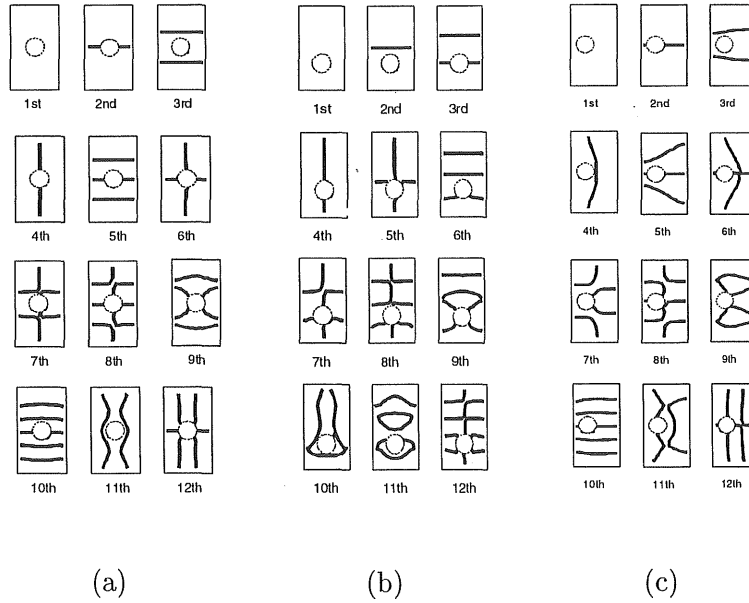 1st 2nd 3rd
4th 5th 6th
7th 8th 9th
10th 11th 12th
(a)
1st 2nd 3rd
4th .5th 6th
7th 8th 9th
10th 11th 12th
(b)
1st 2nd 3rd
4th 5th 6th
7th 8th 9th
10th 11th 12th
(c)